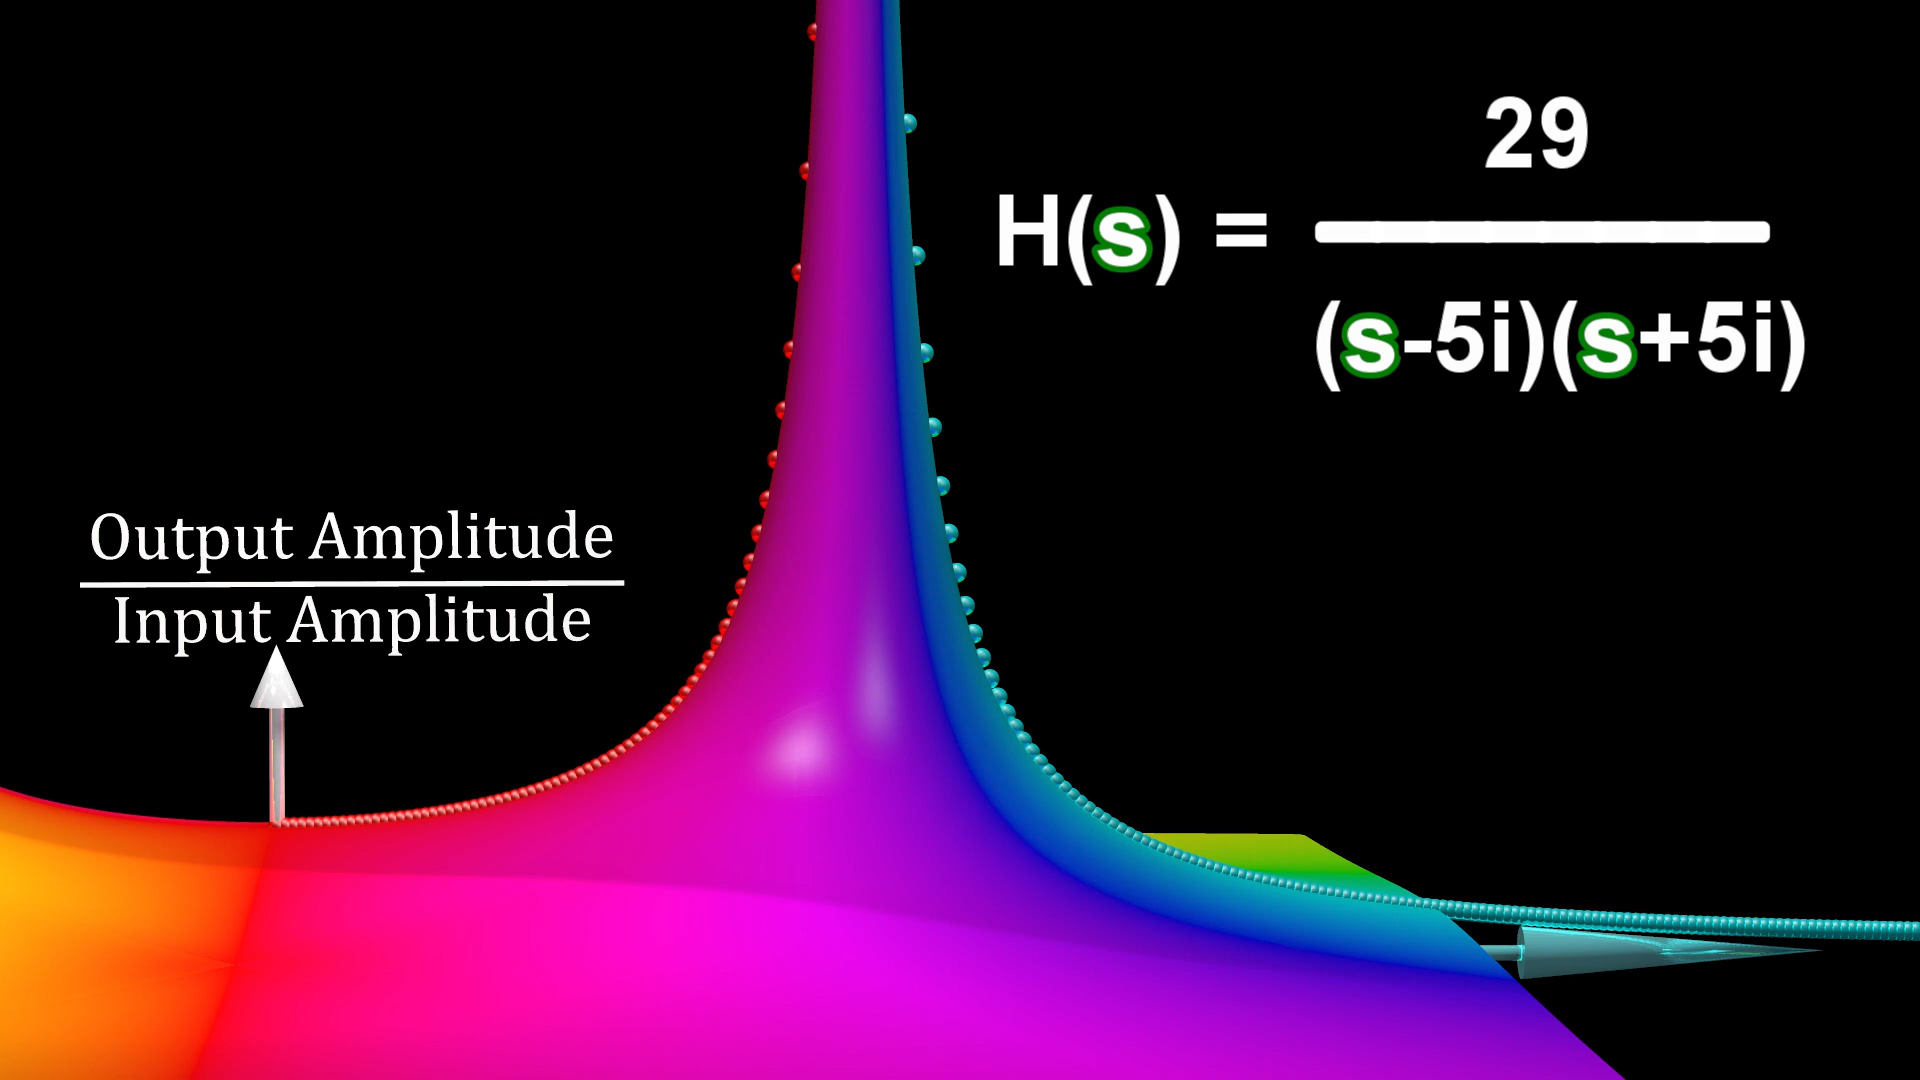 Output Amplitude
Input Amplitude
29
H(s) =
(s-5i)(s+5i)